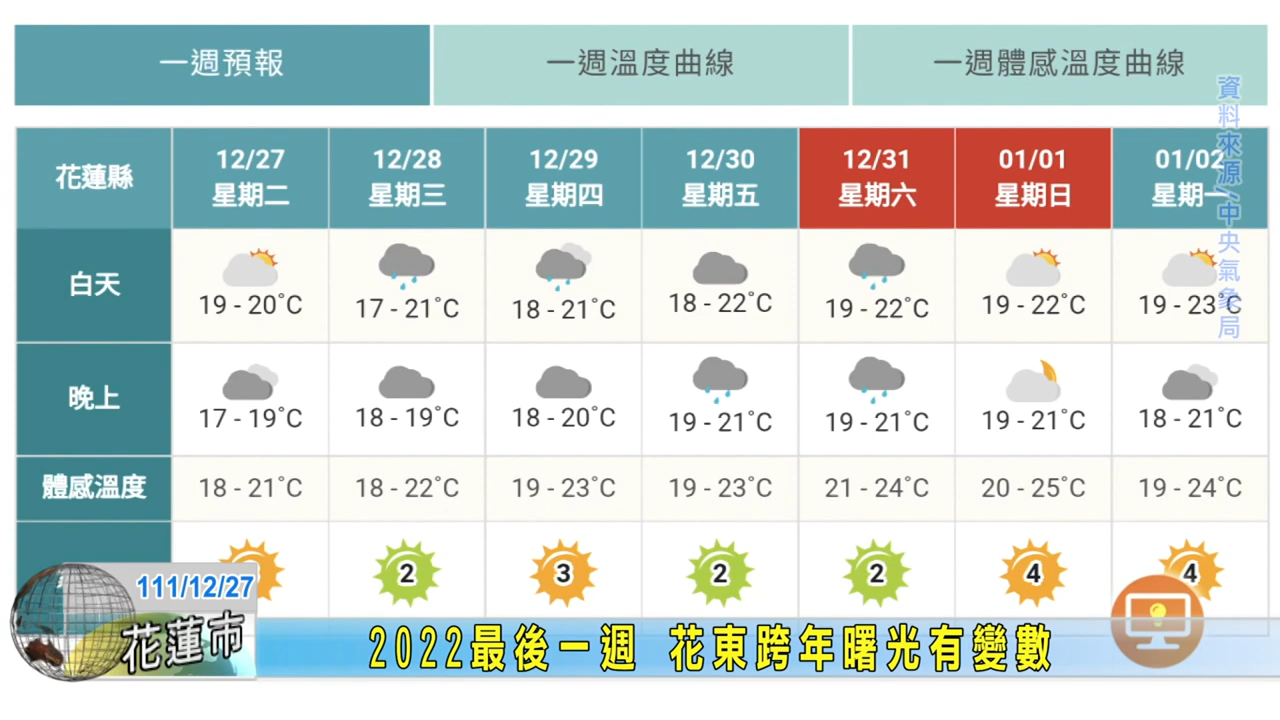 一週預報
一週溫度曲線
一週體感溫度曲線
花蓮縣
12/27
星期二
12/28
星期三
12/29
星期四
12/30
星期五
12/31
星期六
01/01
星期日
01/02
星期一
白天
19 - 20°C
17 - 21°C
18 - 21°C
18 - 22°C
19 - 22°C
19 - 22°C
19 - 23°C
晚上
17 - 19°C
18 - 19°C
18 - 20°C
19 - 21°C
19 - 21°C
19 - 21°C
18 - 21°C
體感溫度
18 - 21°C
18 - 22°C
19 - 23°C
19 - 23°C
21 - 24°C
20 - 25°C
19 - 24°C
2
3
2
2
4
4
資料來源/中央氣象局
111/12/27
花蓮市
2022最後一週 花東跨年曙光有變數